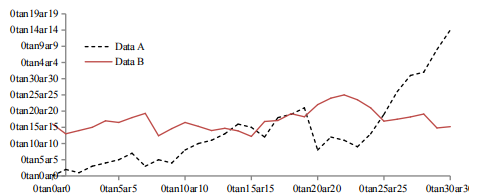 0tan19ar19
0tan14ar14
0tan9ar9
0tan4ar4
0tan30ar30
0tan25ar25
0tan20ar20
0tan15ar15
0tan10ar10
0tan5ar5
0tan0ar0
Data A
Data B
0tan0ar0 0tan5ar5 0tan10ar10 0tan15ar15 0tan20ar20 0tan25ar25 0tan30ar30